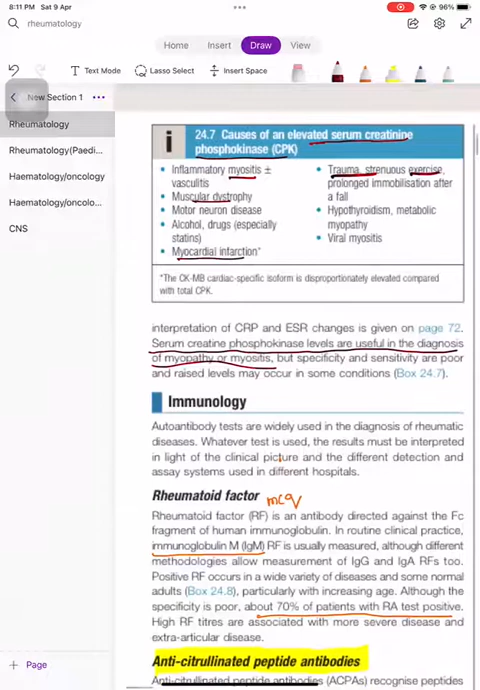 8:11 PM Sat 9 Apr
96%
rheumatology
Home Insert Draw View
Text Mode Lasso Select Insert Space
New Section 1
Rheumatology
Rheumatology(Paedi...
Haematology/oncology
Haematology/oncolo...
CNS
Page
i
24.7 Causes of an elevated serum creatinine
phosphokinase (CPK)
• Inflammatory myositis ±
vasculitis
• Muscular dystrophy
• Motor neuron disease
• Alcohol, drugs (especially
statins)
• Myocardial infarction*
• Trauma, strenuous exercise,
prolonged immobilisation after
a fall
• Hypothyroidism, metabolic
myopathy
• Viral myositis
*The CK-MB cardiac-specific isoform is disproportionately elevated compared
with total CPK.
interpretation of CRP and ESR changes is given on page 72.
Serum creatine phosphokinase levels are useful in the diagnosis
of myopathy or myositis, but specificity and sensitivity are poor
and raised levels may occur in some conditions (Box 24.7).
Immunology
Autoantibody tests are widely used in the diagnosis of rheumatic
diseases. Whatever test is used, the results must be interpreted
in light of the clinical picture and the different detection and
assay systems used in different hospitals.
Rheumatoid factor mcq
Rheumatoid factor (RF) is an antibody directed against the Fc
fragment of human immunoglobulin. In routine clinical practice,
immunoglobulin M (IgM) RF is usually measured, although different
methodologies allow measurement of IgG and IgA RFs too.
Positive RF occurs in a wide variety of diseases and some normal
adults (Box 24.8), particularly with increasing age. Although the
specificity is poor, about 70% of patients with RA test positive.
High RF titres are associated with more severe disease and
extra-articular disease.
Anti-citrullinated peptide antibodies
Anti-citrullinated peptide antibodies (ACPAs) recognise peptides